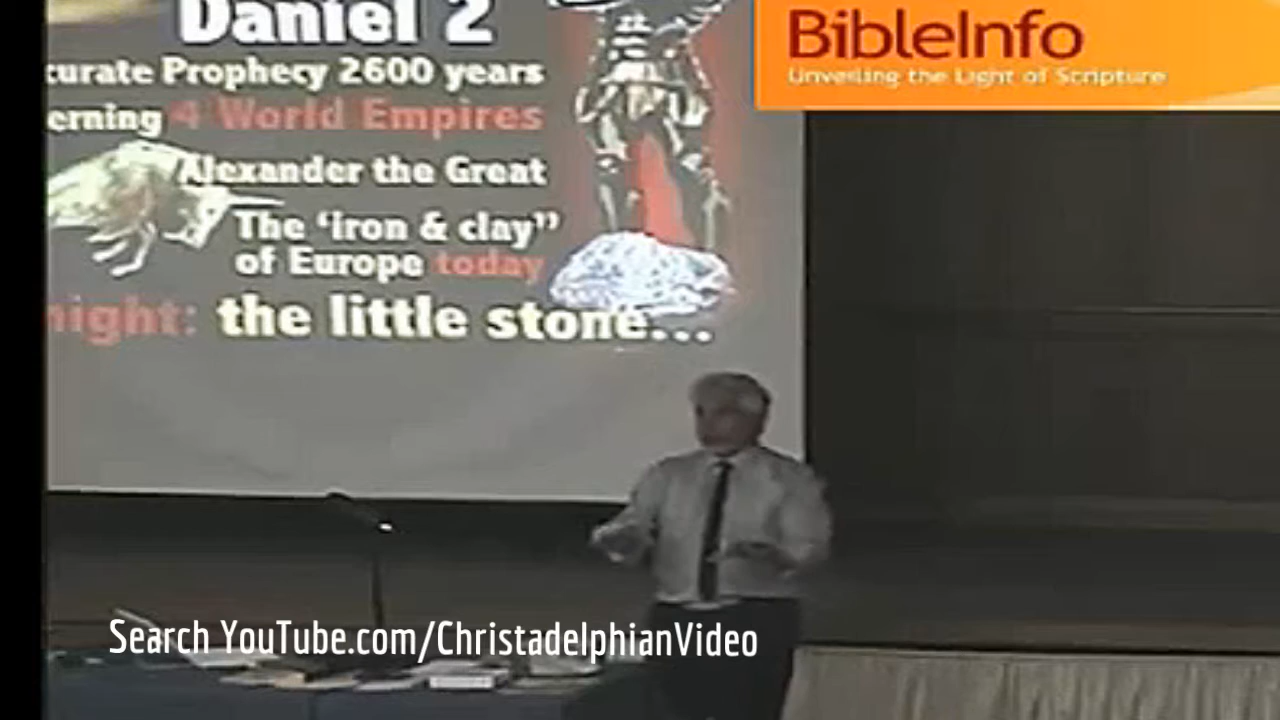 Daniel 2
curate Prophecy 2600 years
erning 4 World Empires
Alexander the Great
The ‘iron & clay”
of Europe today
night: the little stone...
BibleInfo
Unveiling the Light of Scripture
Search YouTube.com/ChristadelphianVideo